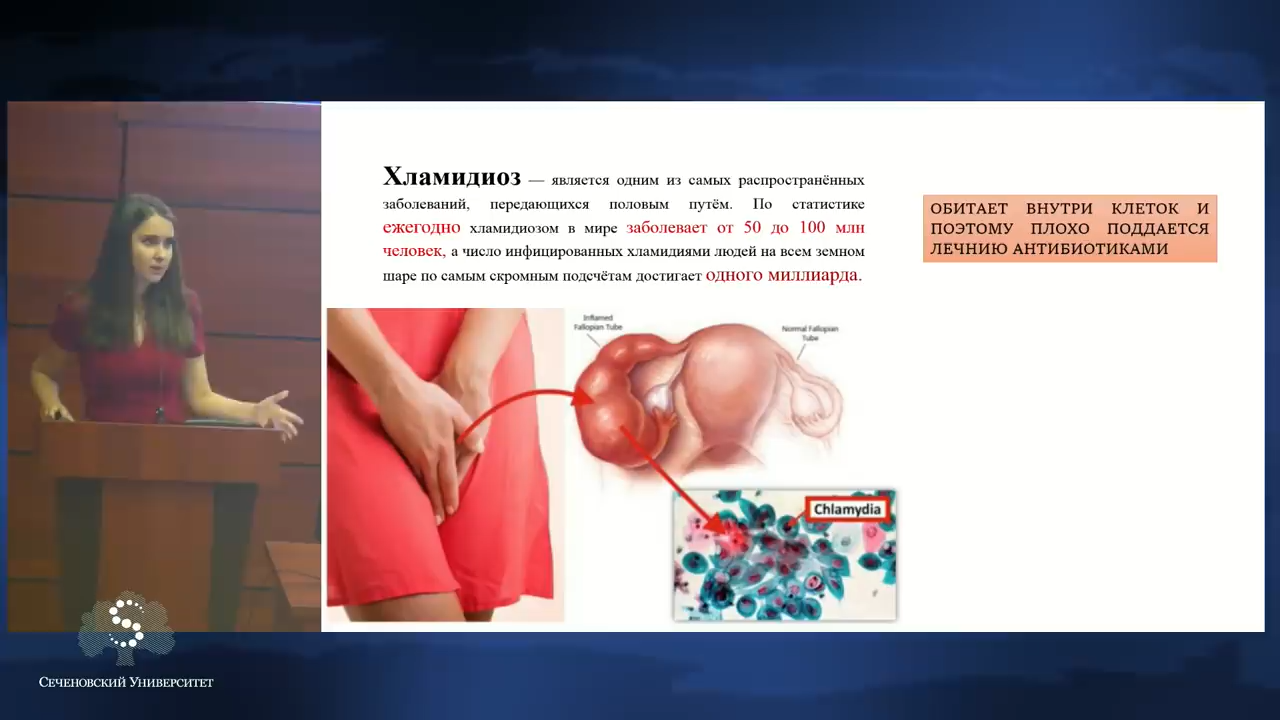 Хламидиоз — является одним из самых распространённых
заболеваний, передающихся половым путём. По статистике
ежегодно хламидиозом в мире заболевает от 50 до 100 млн
человек, а число инфицированных хламидиями людей на всем земном
шаре по самым скромным подсчётам достигает одного миллиарда.
ОБИТАЕТ ВНУТРИ КЛЕТОК И
ПОЭТОМУ ПЛОХО ПОДДАЕТСЯ
ЛЕЧНИЮ АНТИБИОТИКАМИ
Inflamed
Fallopian Tube
Normal Fallopian
Tube
Chlamydia
СЕЧЕНОВСКИЙ УНИВЕРСИТЕТ